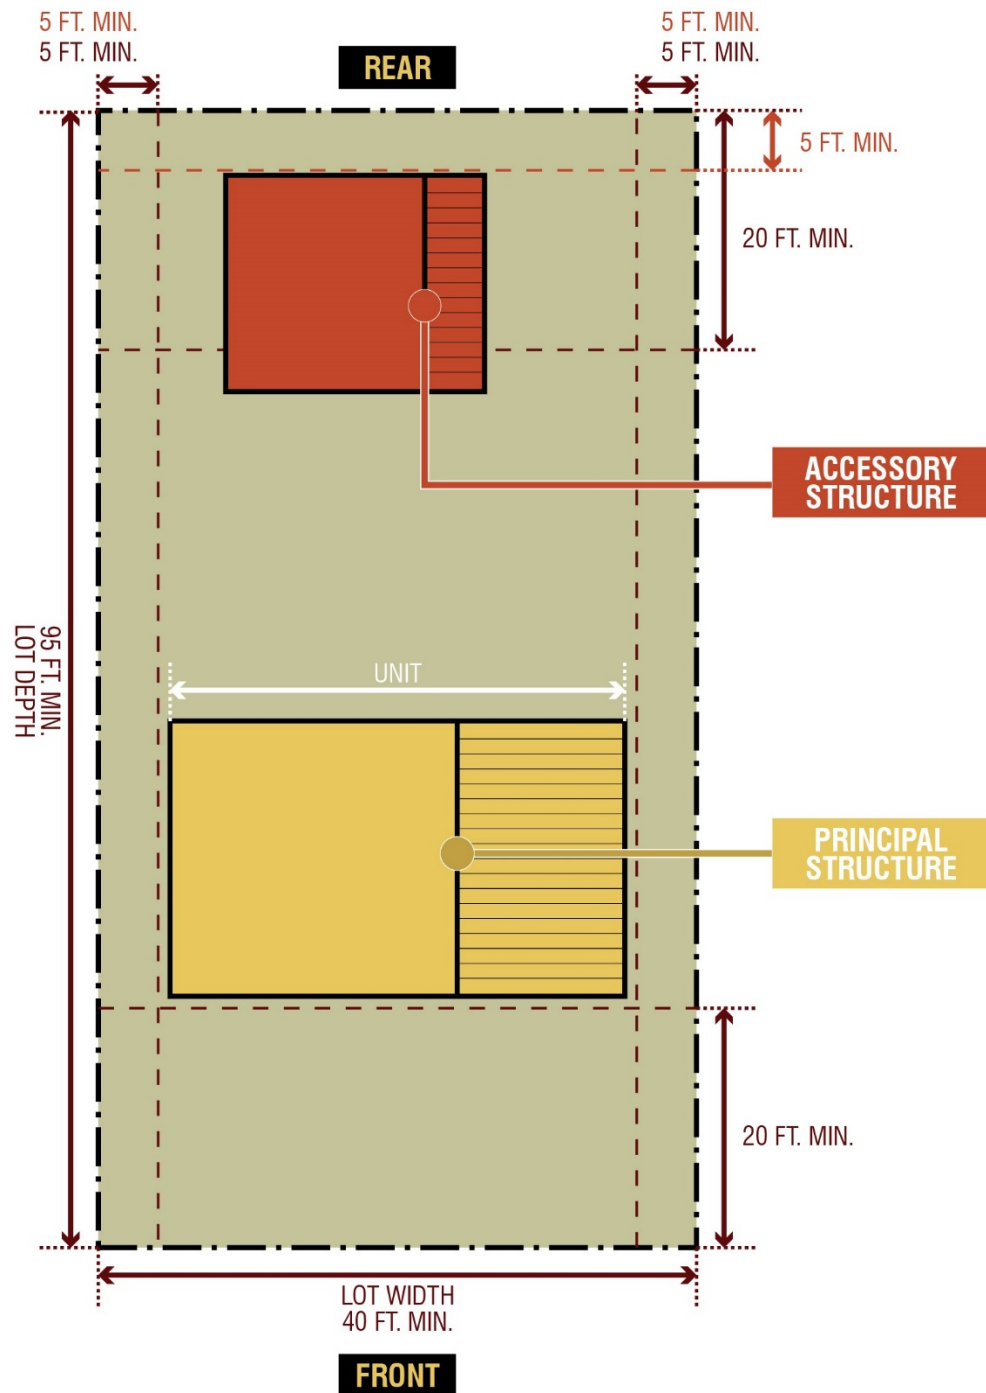 5 FT. MIN.
5 FT. MIN.
5 FT. MIN.
5 FT. MIN.
REAR
5 FT. MIN.
20 FT. MIN.
ACCESSORY
STRUCTURE
95 FT. MIN.
LOT DEPTH
UNIT
PRINCIPAL
STRUCTURE
20 FT. MIN.
LOT WIDTH
40 FT. MIN.
FRONT